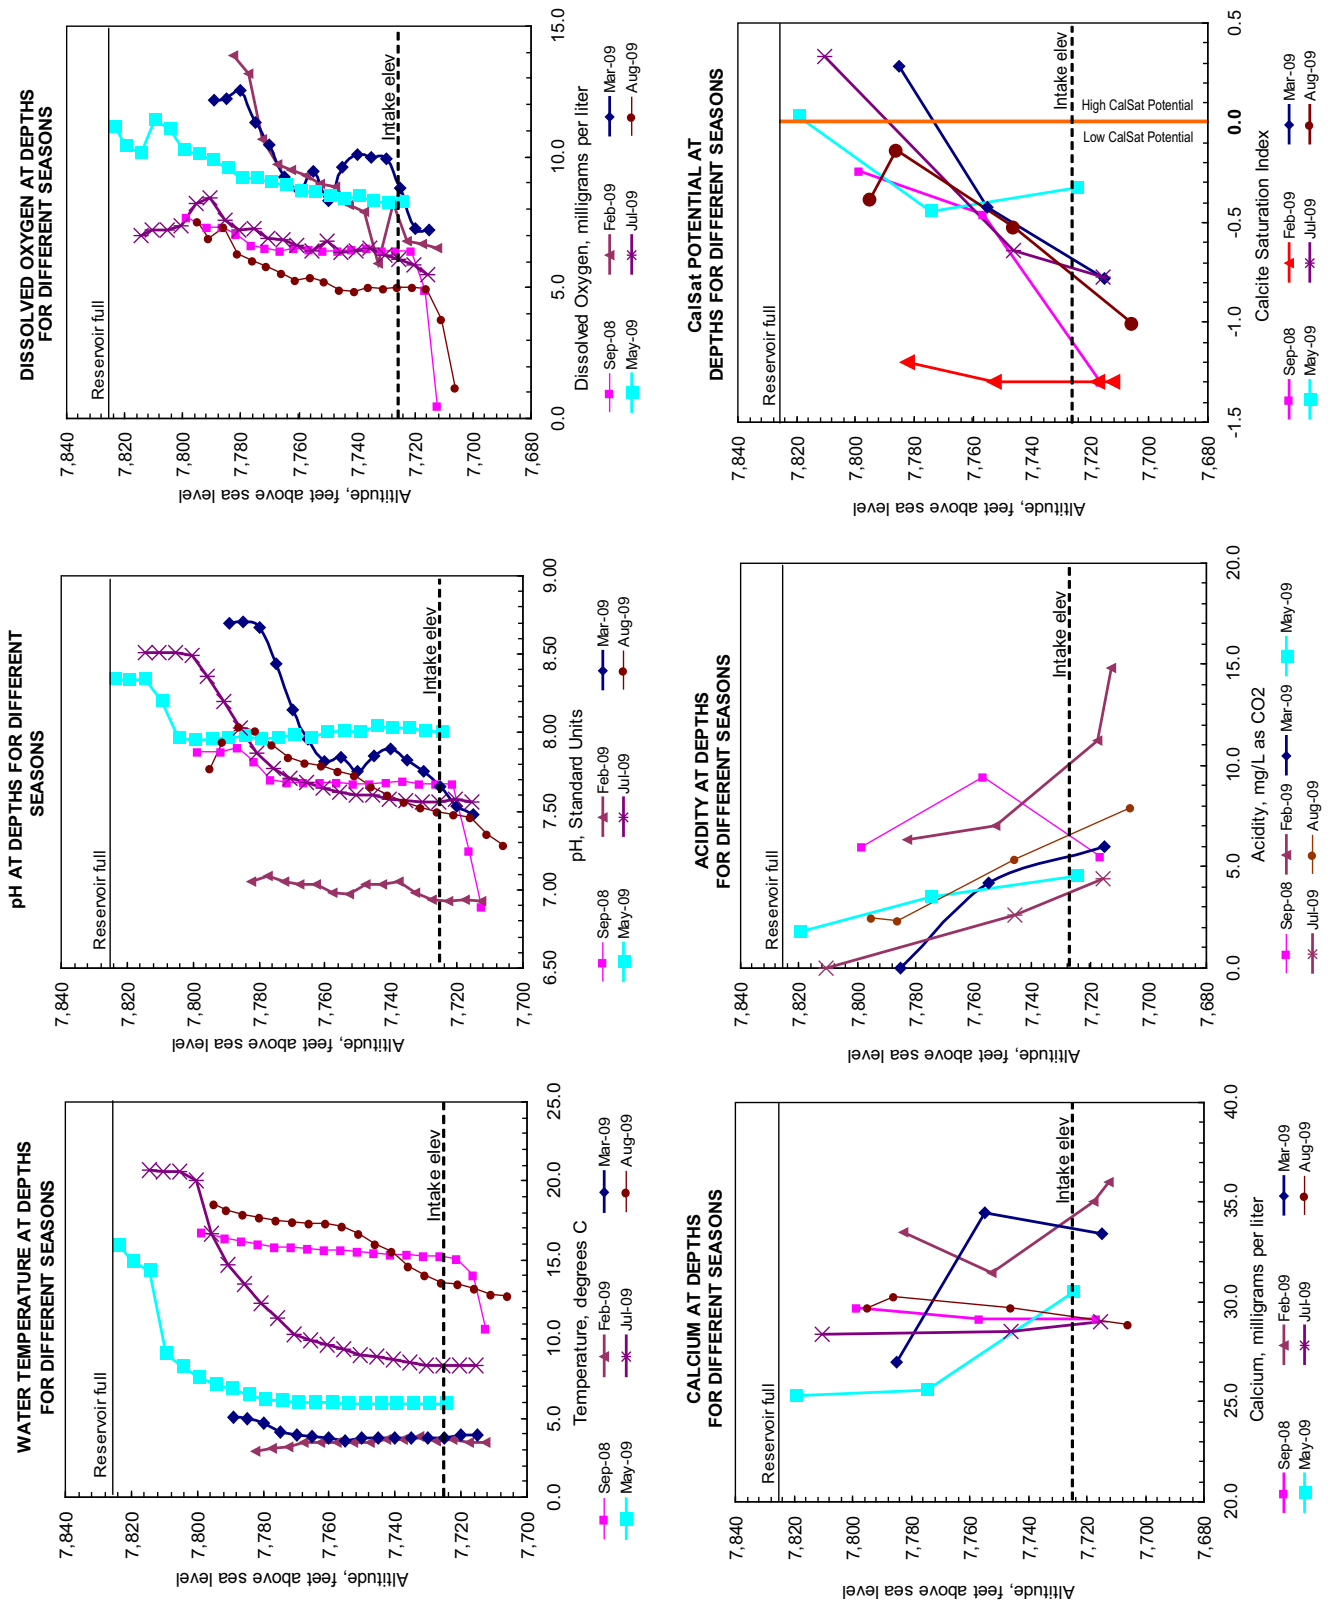 WATER TEMPERATURE AT DEPTHS
FOR DIFFERENT SEASONS
7,840
7,820
7,800
7,780
7,760
7,740
7,720
7,700
Altitude, feet above sea level
Reservoir full
Intake elev
0.0 5.0 10.0 15.0 20.0 25.0
Temperature, degrees C
Sep-08 Feb-09 Mar-09
May-09 Jul-09 Aug-09
pH AT DEPTHS FOR DIFFERENT
SEASONS
7,840
7,820
7,800
7,780
7,760
7,740
7,720
7,700
Altitude, feet above sea level
Reservoir full
Intake elev
6.50 7.00 7.50 8.00 8.50 9.00
pH, Standard Units
Sep-08 Feb-09 Mar-09
May-09 Jul-09 Aug-09
DISSOLVED OXYGEN AT DEPTHS
FOR DIFFERENT SEASONS
7,840
7,820
7,800
7,780
7,760
7,740
7,720
7,700
7,680
Altitude, feet above sea level
Reservoir full
Intake elev
0.0 5.0 10.0 15.0
Dissolved Oxygen, milligrams per liter
Sep-08 Feb-09 Mar-09
May-09 Jul-09 Aug-09
CALCIUM AT DEPTHS
FOR DIFFERENT SEASONS
7,840
7,820
7,800
7,780
7,760
7,740
7,720
7,700
7,680
Altitude, feet above sea level
Reservoir full
Intake elev
20.0 25.0 30.0 35.0 40.0
Calcium, milligrams per liter
Sep-08 Feb-09 Mar-09
May-09 Jul-09 Aug-09
ACIDITY AT DEPTHS
FOR DIFFERENT SEASONS
7,840
7,820
7,800
7,780
7,760
7,740
7,720
7,700
7,680
Altitude, feet above sea level
Reservoir full
Intake elev
0.0 5.0 10.0 15.0 20.0
Acidity, mg/L as CO2
Sep-08 Feb-09 Mar-09 May-09
Jul-09 Aug-09
CalSat POTENTIAL AT
DEPTHS FOR DIFFERENT SEASONS
7,840
7,820
7,800
7,780
7,760
7,740
7,720
7,700
7,680
Altitude, feet above sea level
Reservoir full
Intake elev
Low CalSat Potential
High CalSat Potential
-1.5 -1.0 -0.5 0.0 0.5
Calcite Saturation Index
Sep-08 Feb-09 Mar-09
May-09 Jul-09 Aug-09